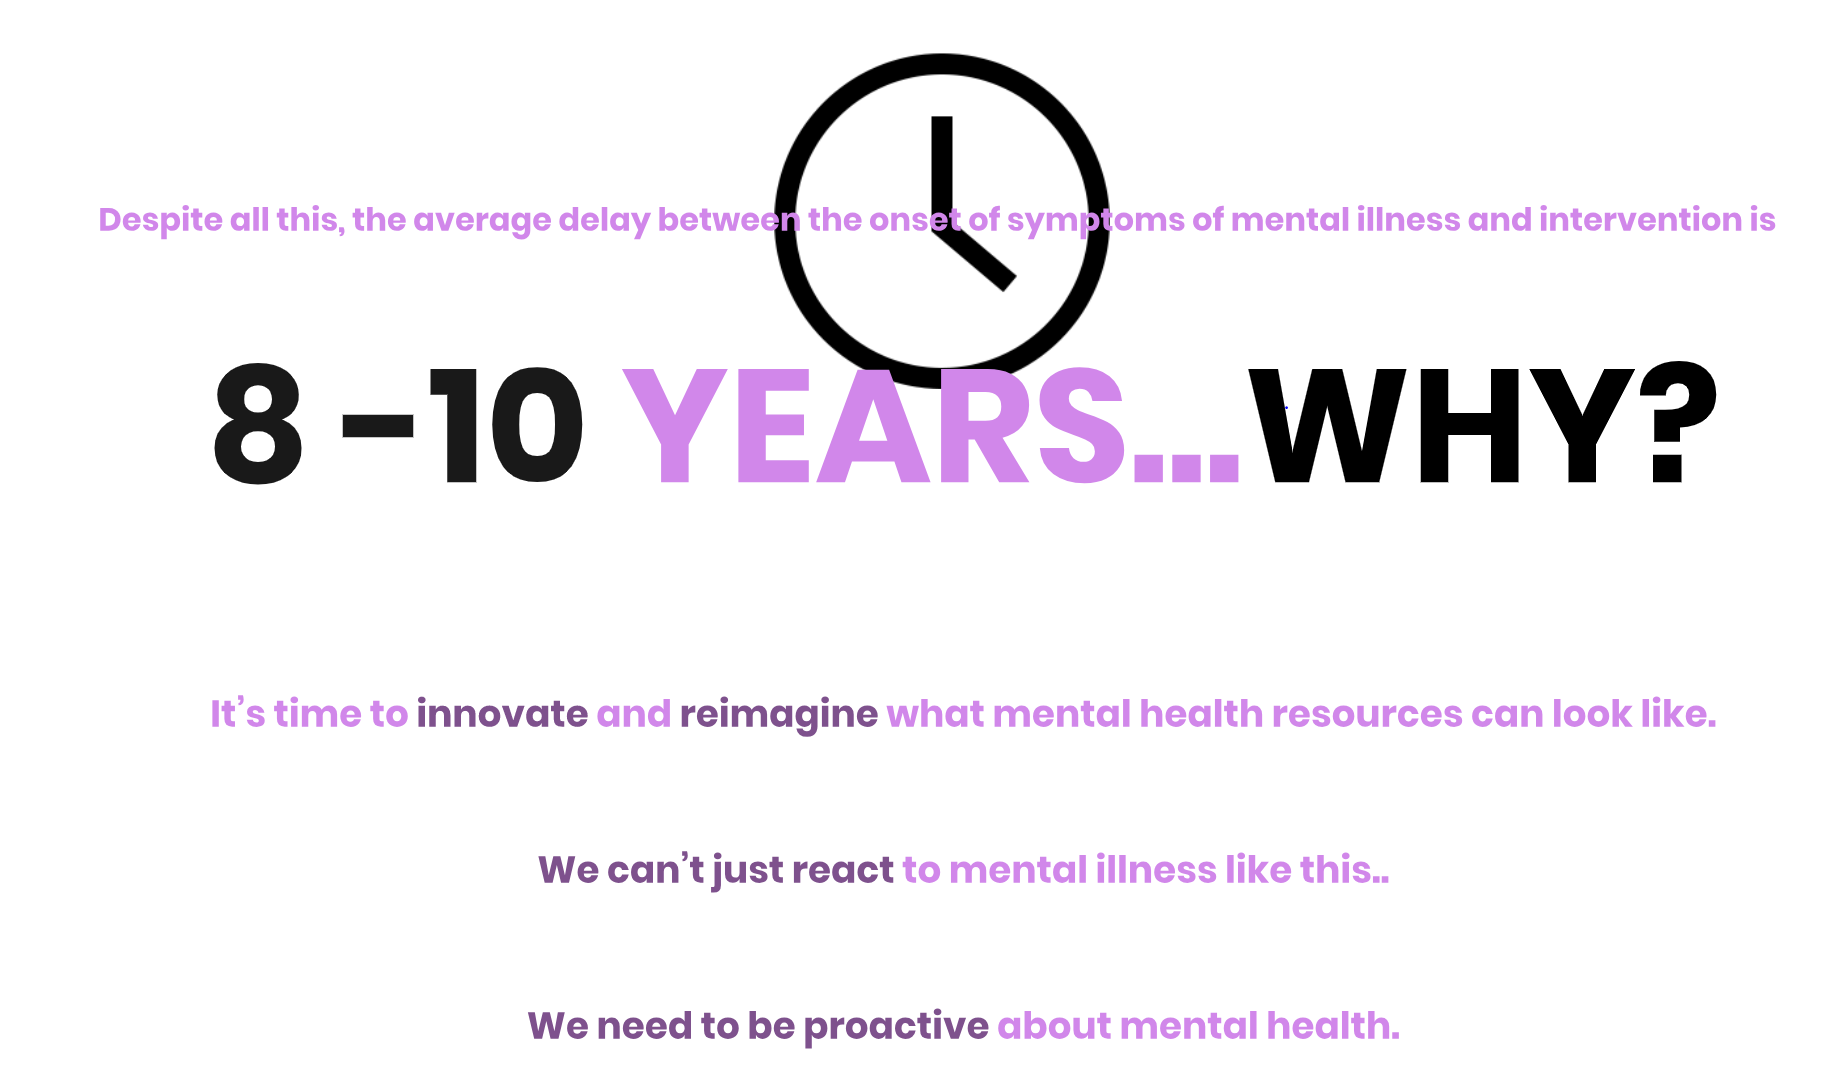 Despite all this, the average delay between the onset of symptoms of mental illness and intervention is
8 -10 YEARS...WHY?
It’s time to innovate and reimagine what mental health resources can look like.
We can’t just react to mental illness like this..
We need to be proactive about mental health.